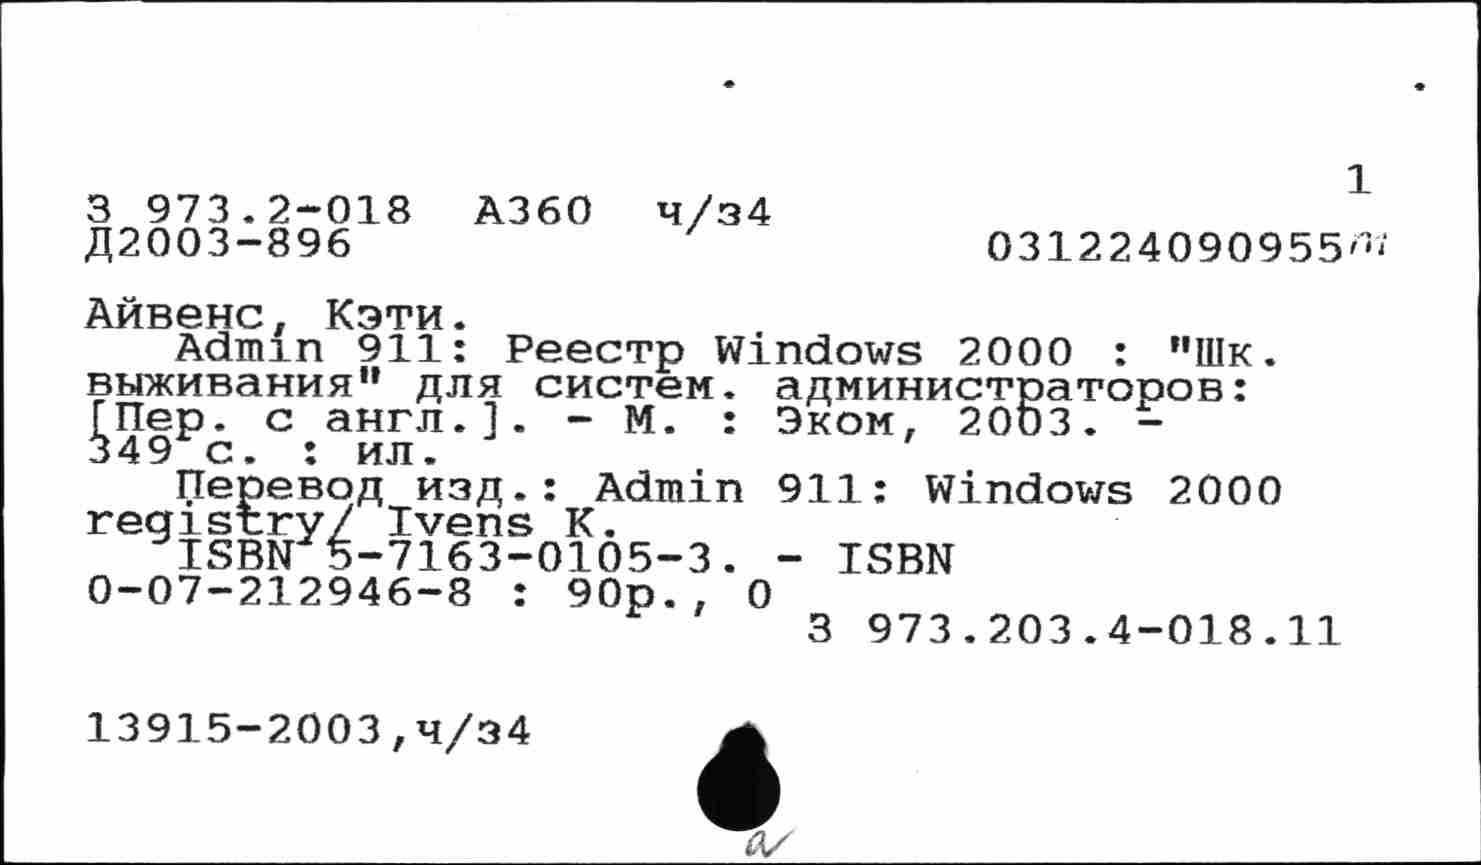 1
З 973.2-018 А360 ч/з4
Д2003-896
031224090955
Айвенс, Кэти.
Admin 911: Реестр Windows 2000 : "Шк.
выживания" для систем. администраторов:
[Пер. с англ.]. - М. : Эком, 2003. -
349 с. : ил.
Перевод изд.: Admin 911: Windows 2000
registry/ Ivens K.
ISBN 5-7163-0105-3. - ISBN
0-07-212946-8 : 90р., 0
З 973.203.4-018.11
13915-2003,ч/з4
a